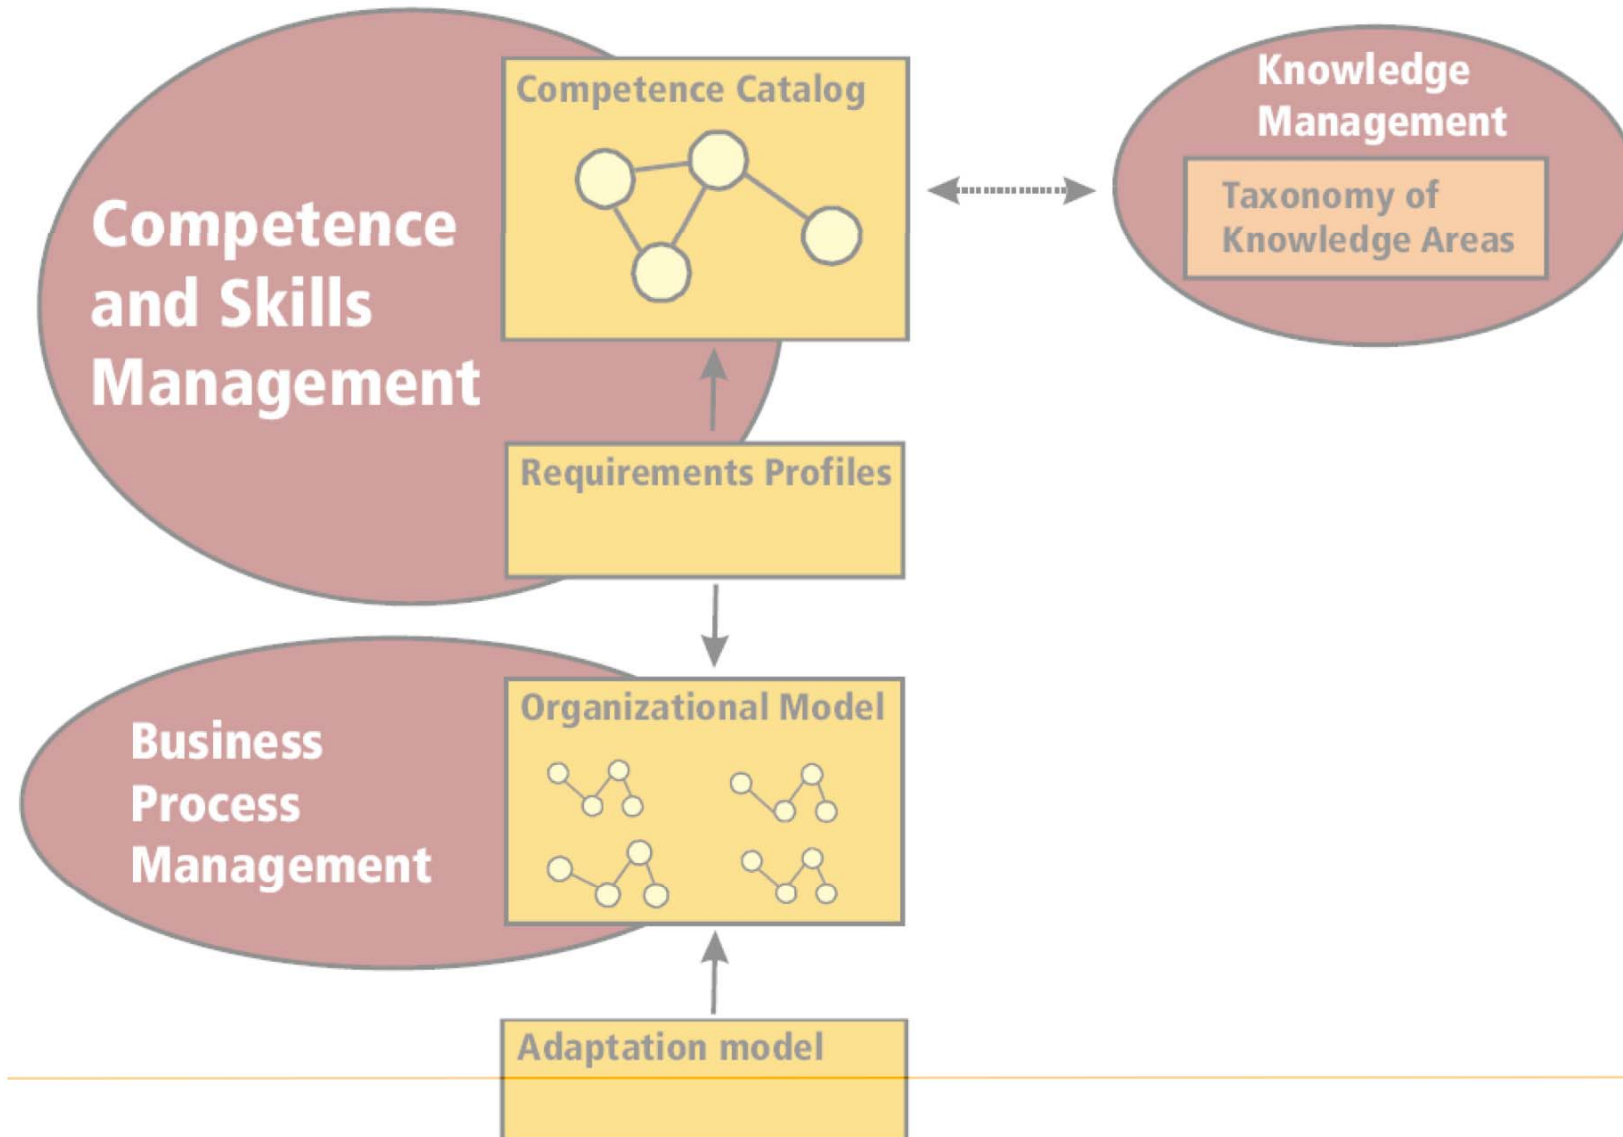 Competence Catalog
Knowledge
Management
Taxonomy of
Knowledge Areas
Competence
and Skills
Management
Requirements Profiles
Organizational Model
Business
Process
Management
Adaptation model